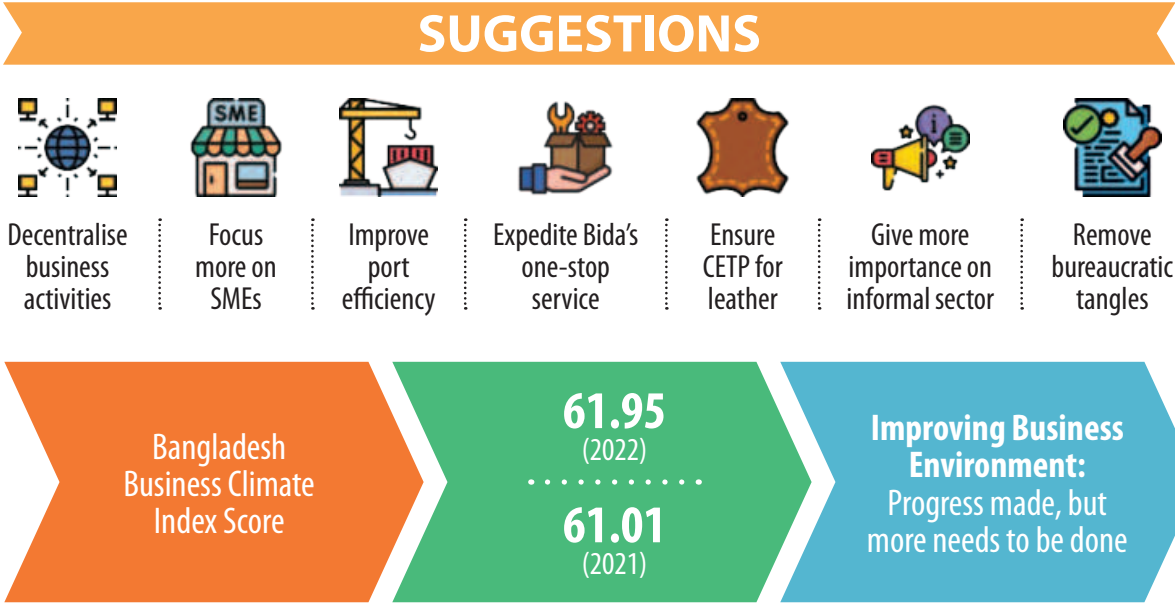 SUGGESTIONS
SME
Decentralise
business
activities
Focus
more on
SMEs
Improve
port
efficiency
Expedite Bida's
one-stop
service
Ensure
CETP for
leather
Give more
importance on
informal sector
Remove
bureaucratic
tangles
Bangladesh
Business Climate
Index Score
61.95
(2022)
61.01
(2021)
Improving Business
Environment:
Progress made, but
more needs to be done